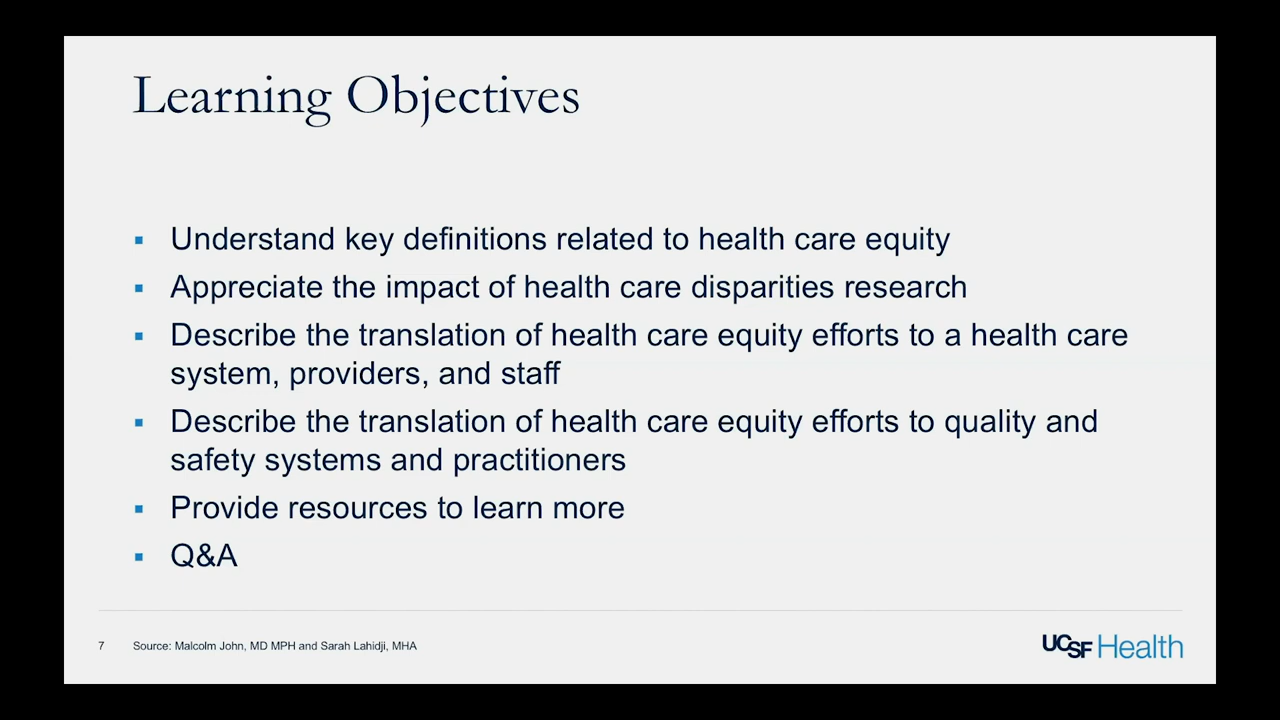 Learning Objectives
▪ Understand key definitions related to health care equity
▪ Appreciate the impact of health care disparities research
▪ Describe the translation of health care equity efforts to a health care
system, providers, and staff
▪ Describe the translation of health care equity efforts to quality and
safety systems and practitioners
▪ Provide resources to learn more
▪ Q&A
7 Source: Malcolm John, MD MPH and Sarah Lahidji, MHA
UCSF Health